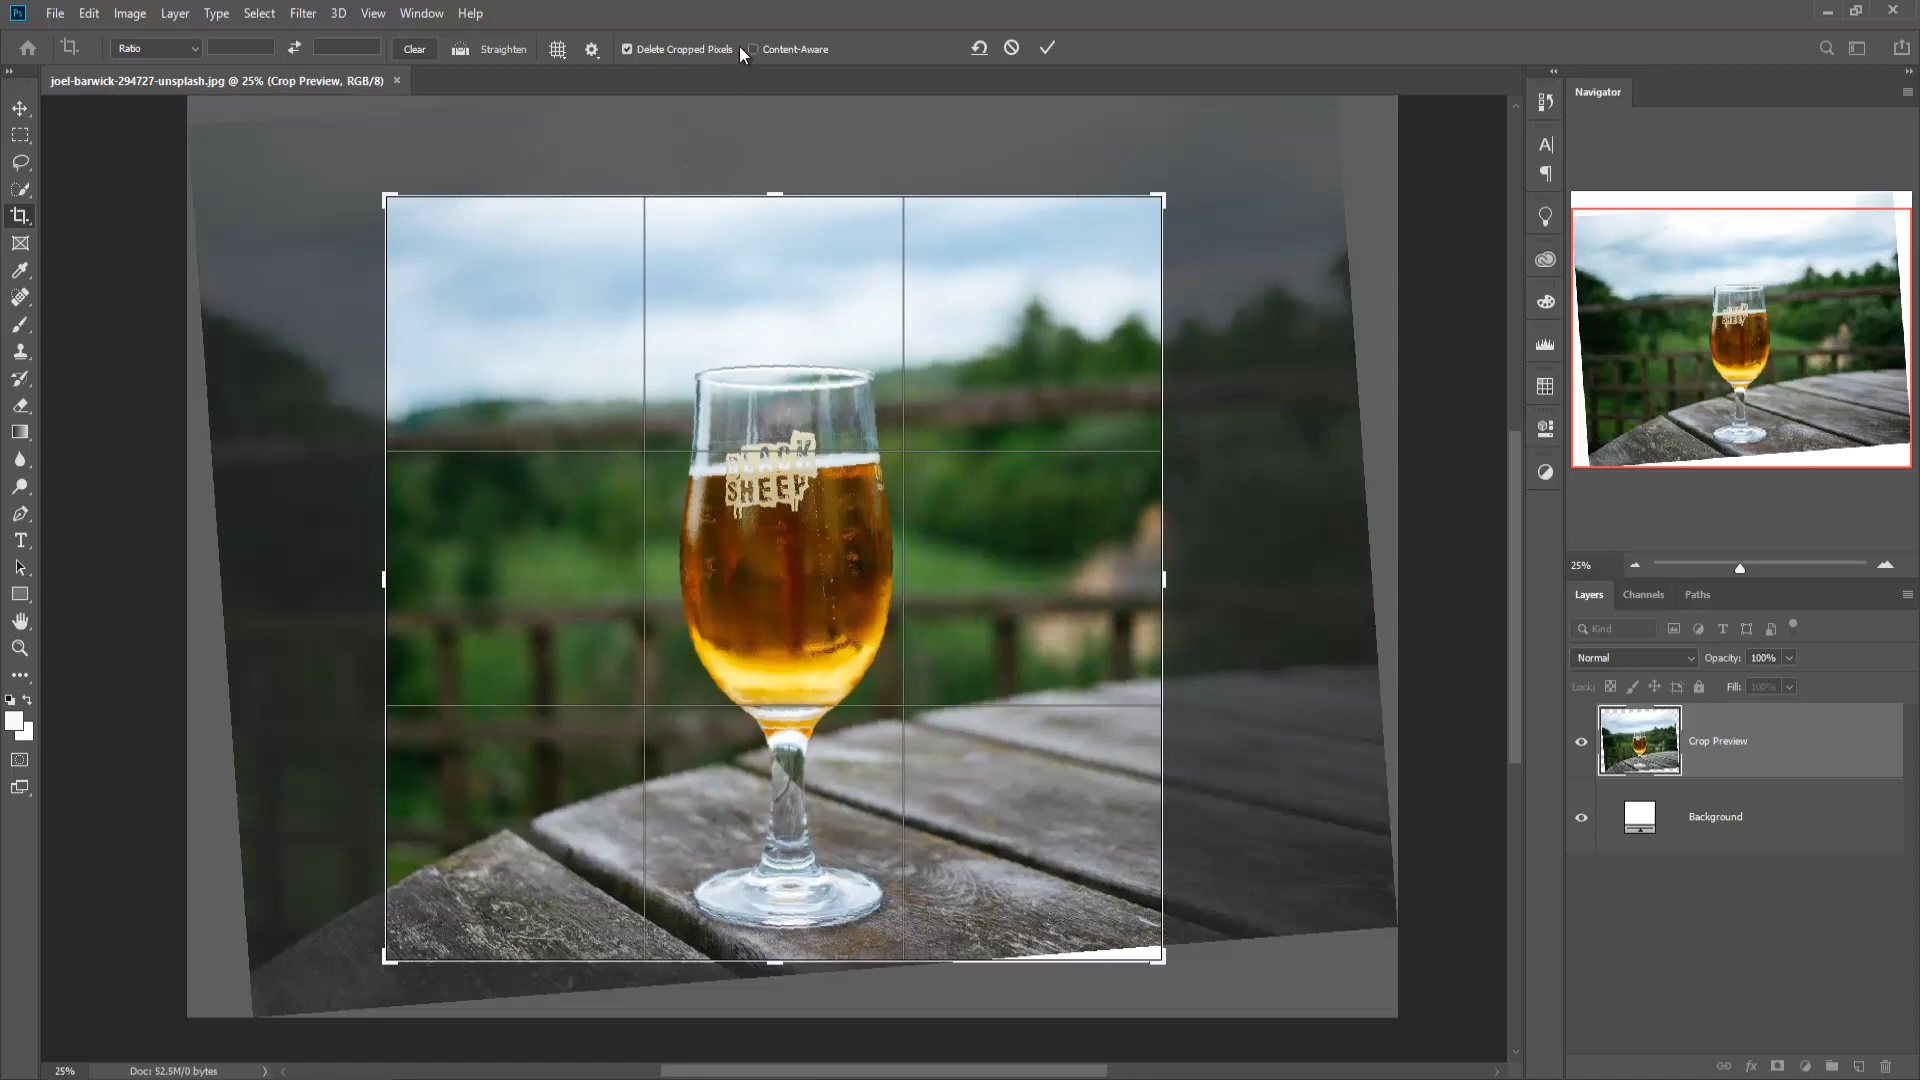 Ps File Edit Image Layer Type Select Filter 3D View Window Help
Ratio Clear Straighten Delete Cropped Pixels Content-Aware
joel-barwick-294727-unsplash.jpg @ 25% (Crop Preview, RGB/8) ×
Navigator
BLACK
SHEEP
25%
Layers Channels Paths
Kind
Normal Opacity: 100%
Lock: Fill: 100%
Crop Preview
Background
25% Doc: 52.5M/0 bytes